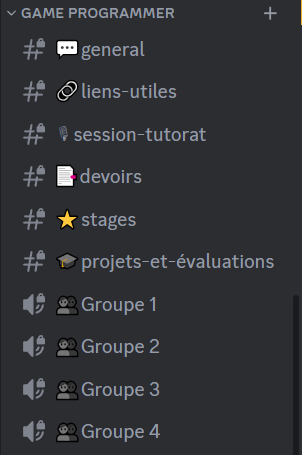 GAME PROGRAMMER
general
liens-utiles
session-tutorat
devoirs
stages
projets-et-évaluations
Groupe 1
Groupe 2
Groupe 3
Groupe 4